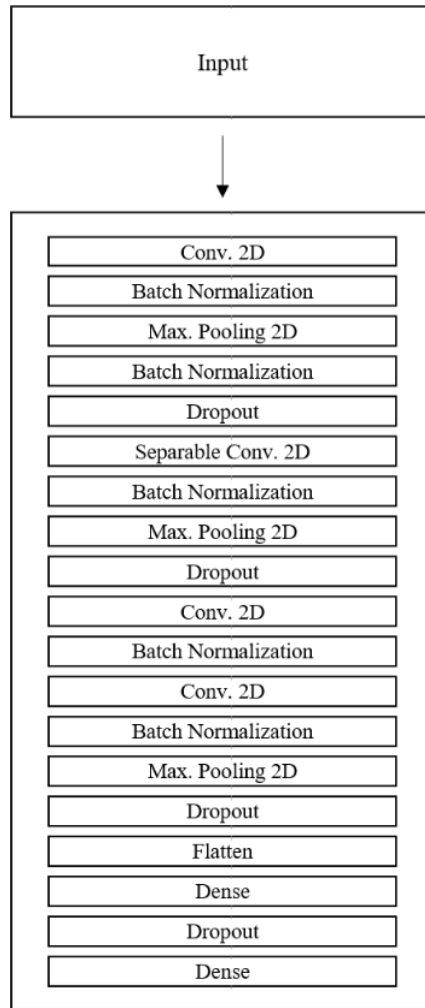 Input
Conv. 2D
Batch Normalization
Max. Pooling 2D
Batch Normalization
Dropout
Separable Conv. 2D
Batch Normalization
Max. Pooling 2D
Dropout
Conv. 2D
Batch Normalization
Conv. 2D
Batch Normalization
Max. Pooling 2D
Dropout
Flatten
Dense
Dropout
Dense